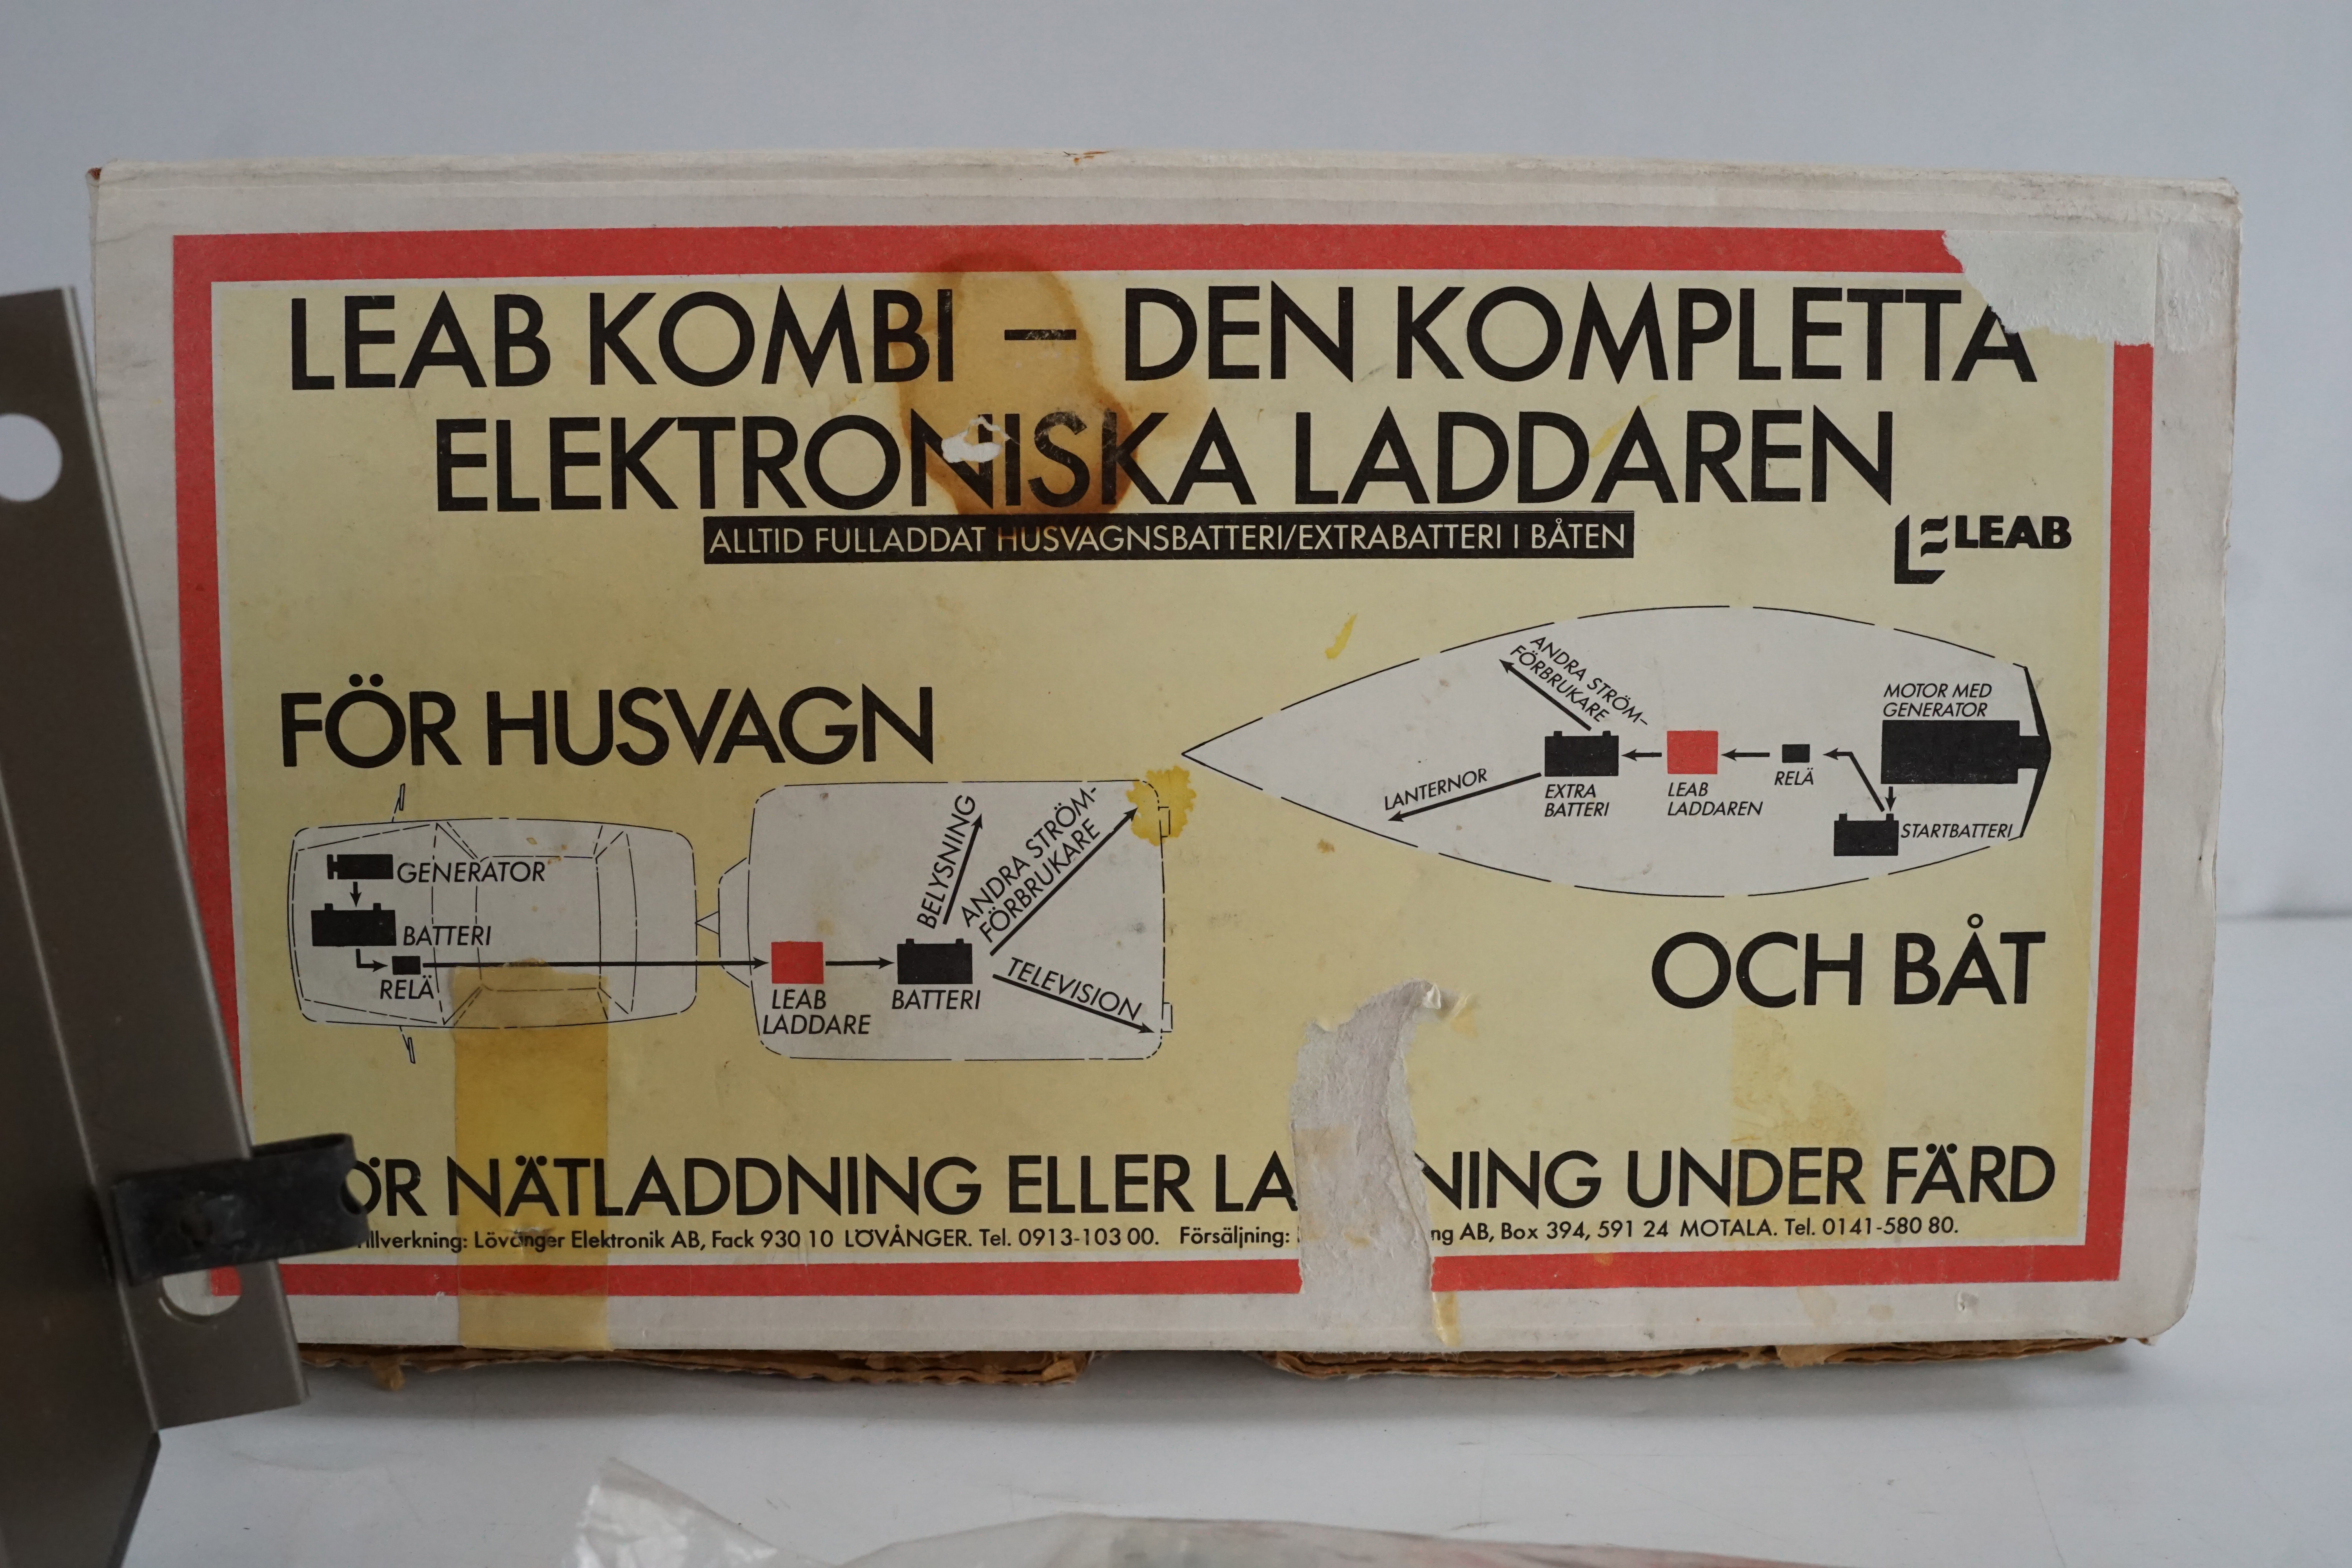 LEAB KOMBI — DEN KOMPLETTA
ELEKTRONISKA LADDAREN
ALLTID FULLADDAT HUSVAGNSBATTERI/EXTRABATTERI I BÅTEN
LEAB
FÖR HUSVAGN
GENERATOR
BATTERI
RELÄ
LEAB
LADDARE
BATTERI
BELYSNING
ANDRA STRÖM-
FÖRBRUKARE
TELEVISION
ANDRA STRÖM-
FÖRBRUKARE
LANTERNOR
EXTRA
BATTERI
LEAB
LADDAREN
RELÄ
MOTOR MED
GENERATOR
STARTBATTERI
OCH BÅT
NÄTLADDNING ELLER UNDER FÄRD
Lövånger Elektronik AB, Fack 930 10 LÖVÅNGER. Tel. 0913-103 00. Försäljning: AB, Box 394, 591 24 MOTALA. Tel. 0141-580 80.